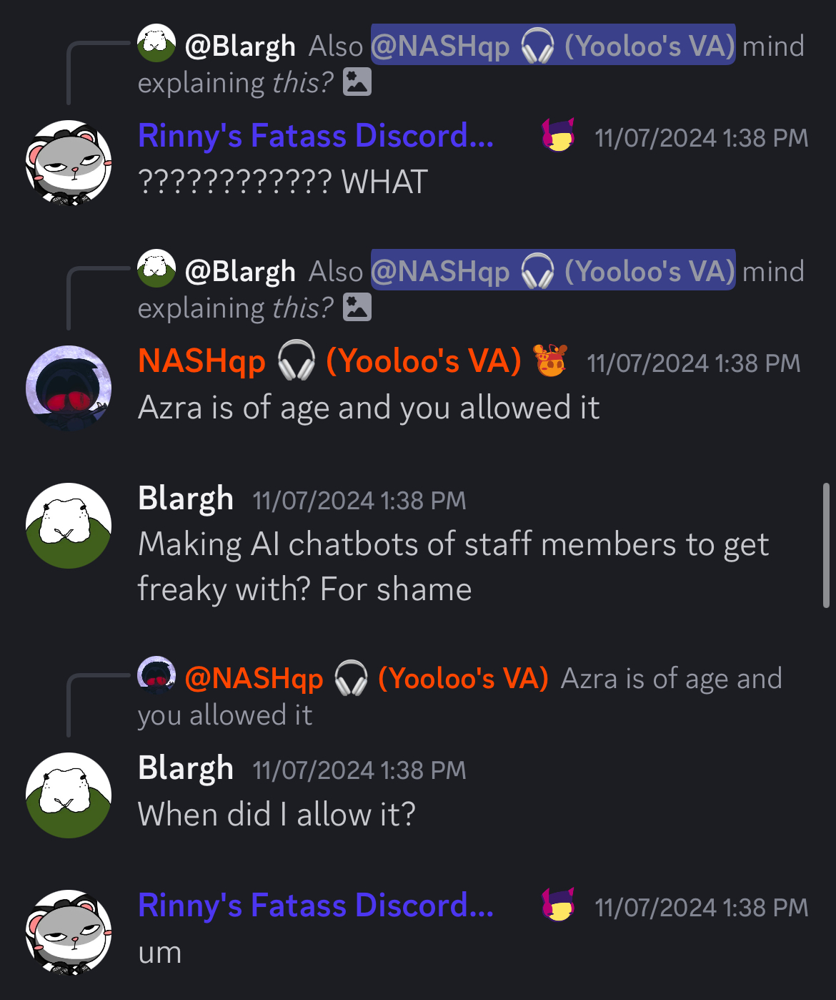 @Blargh Also @NASHqp 🎧 (Yooloo's VA) mind
explaining this?
Rinny's Fatass Discord... 11/07/2024 1:38 PM
???????????? WHAT
@Blargh Also @NASHqp 🎧 (Yooloo's VA) mind
explaining this?
NASHqp 🎧 (Yooloo's VA) 11/07/2024 1:38 PM
Azra is of age and you allowed it
Blargh 11/07/2024 1:38 PM
Making AI chatbots of staff members to get
freaky with? For shame
@NASHqp 🎧 (Yooloo's VA) Azra is of age and
you allowed it
Blargh 11/07/2024 1:38 PM
When did I allow it?
Rinny's Fatass Discord... 11/07/2024 1:38 PM
um